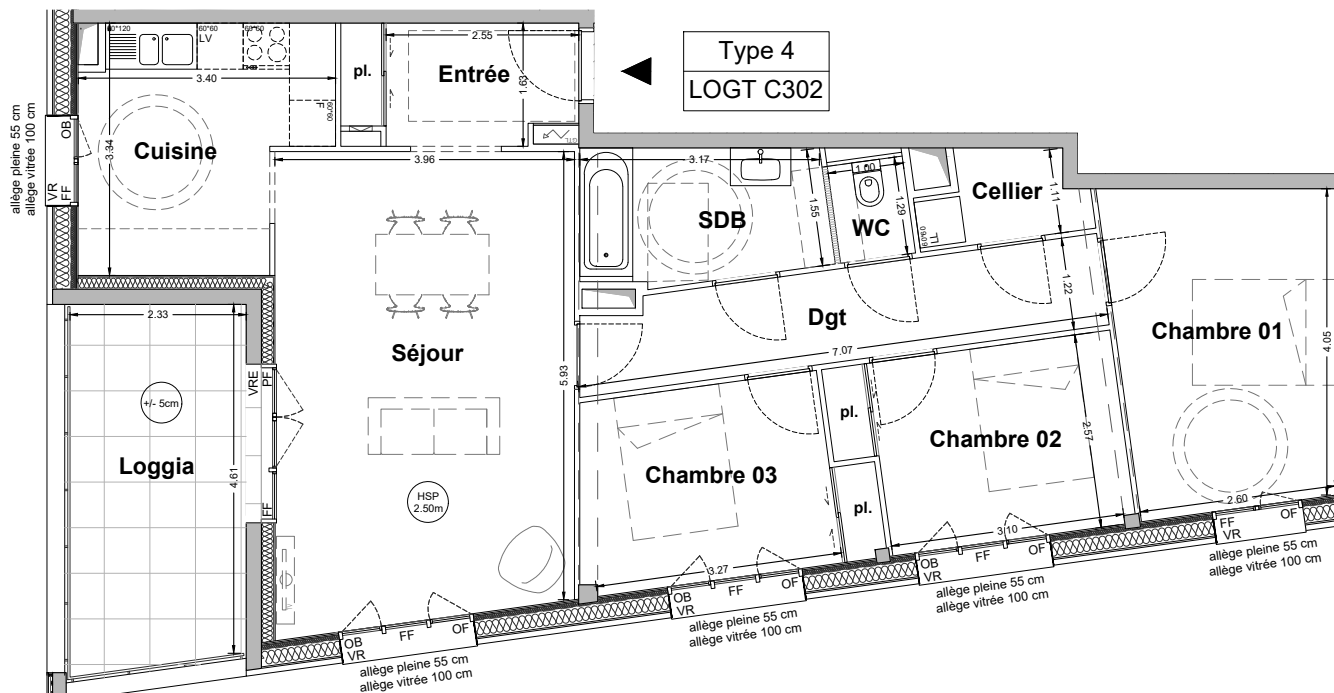 Type 4
LOGT C302
60*60
LV
2.55
3.40
pl.
Entrée
1.63
GTL
allège pleine 55 cm
allège vitrée 100 cm
OB
VR
FF
3.34
Cuisine
3.96
3.17
1.00
1.55
SDB
WC
1.29
Cellier
1.11
LL
1.22
Dgt
7.07
Chambre 01
4.05
2.60
2.33
+/- 5cm
Loggia
4.61
VRE
PF
FF
Séjour
5.93
HSP
2.50m
TV
Chambre 03
3.27
pl.
pl.
Chambre 02
2.57
3.10
OB
VR
FF
OF
allège pleine 55 cm
allège vitrée 100 cm
OB
VR
FF
OF
allège pleine 55 cm
allège vitrée 100 cm
OB
VR
FF
OF
allège pleine 55 cm
allège vitrée 100 cm
FF
VR
OF
allège pleine 55 cm
allège vitrée 100 cm